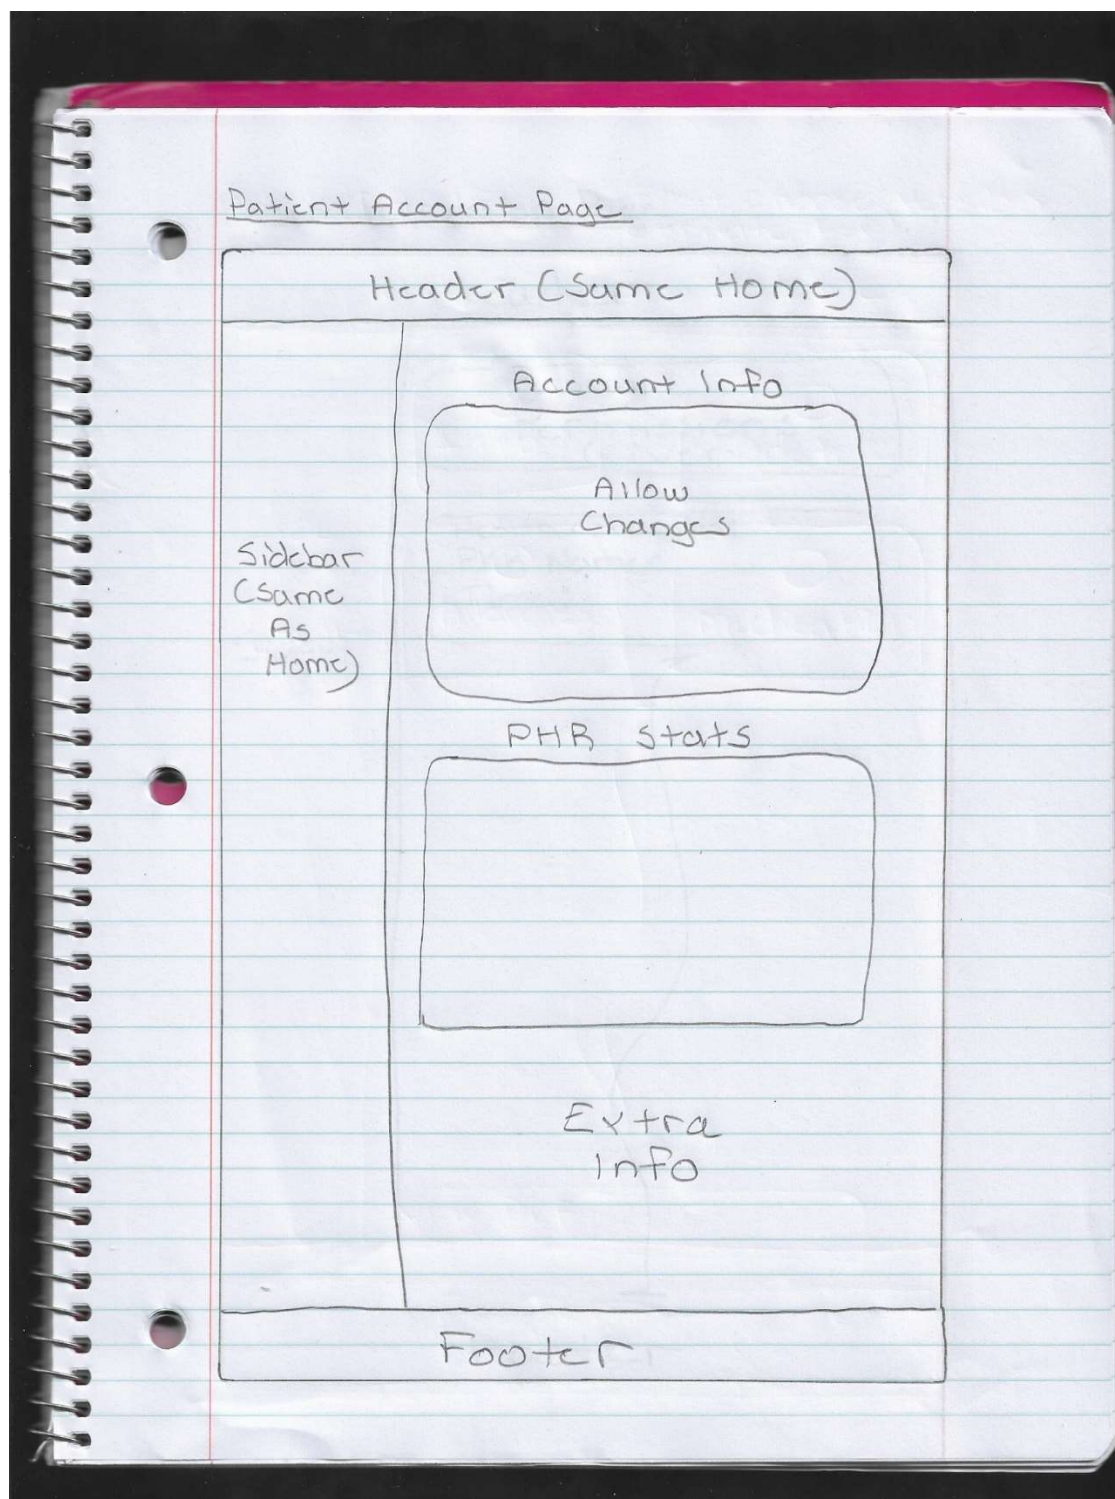 Patient Account Page
Header (Same Home)
Account Info
Allow
Changes
Sidebar
(Same
As
Home)
PHR Stats
Extra
Info
Footer